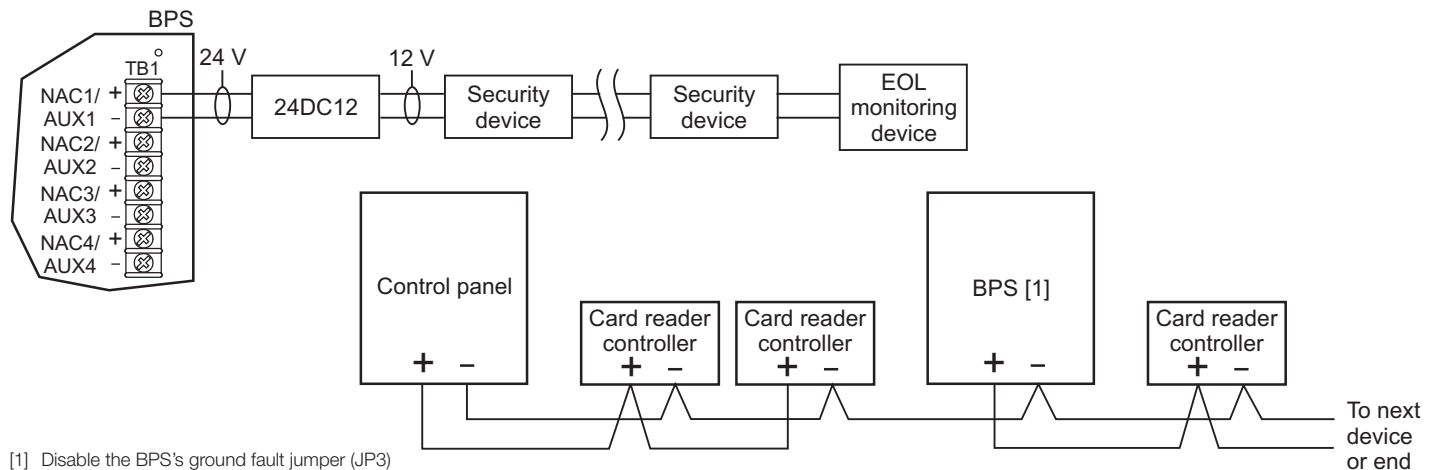 BPS
TB1
24 V
12 V
NAC1/ +
AUX1 –
NAC2/ +
AUX2 –
NAC3/ +
AUX3 –
NAC4/ +
AUX4 –
24DC12
Security
device
Security
device
EOL
monitoring
device
Control panel
+ –
Card reader
controller
+ –
Card reader
controller
+ –
BPS [1]
+ –
Card reader
controller
+ –
To next
device
or end
[1] Disable the BPS's ground fault jumper (JP3)